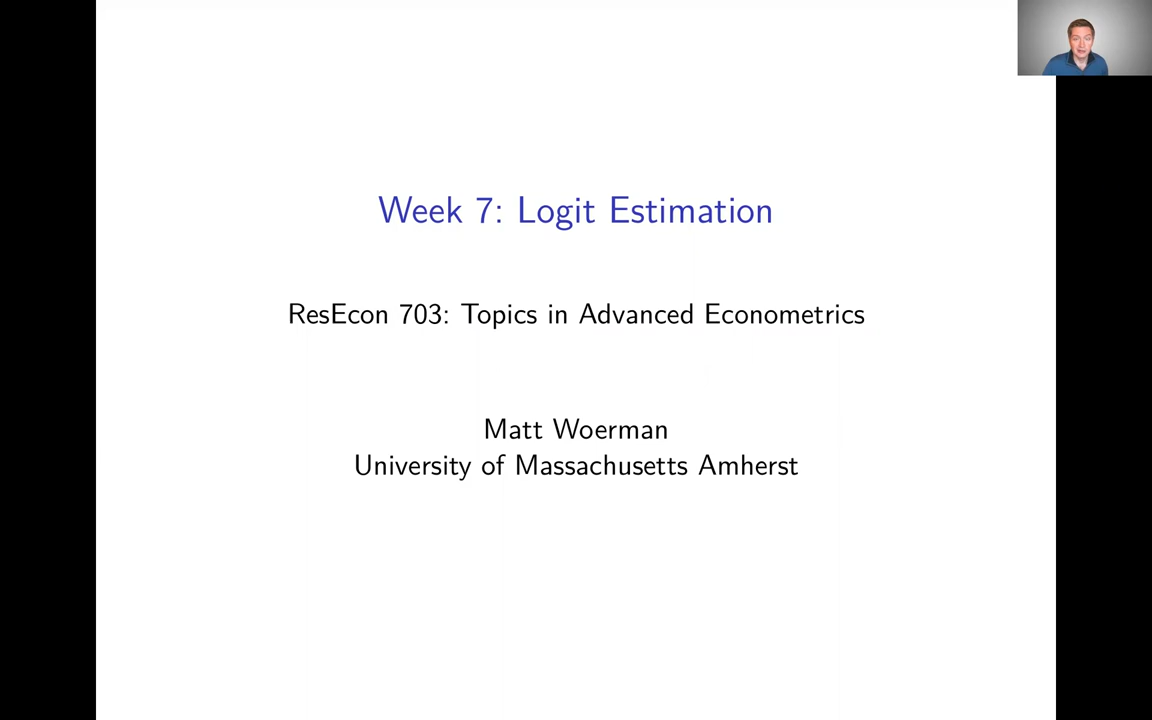 Week 7: Logit Estimation
ResEcon 703: Topics in Advanced Econometrics
Matt Woerman
University of Massachusetts Amherst